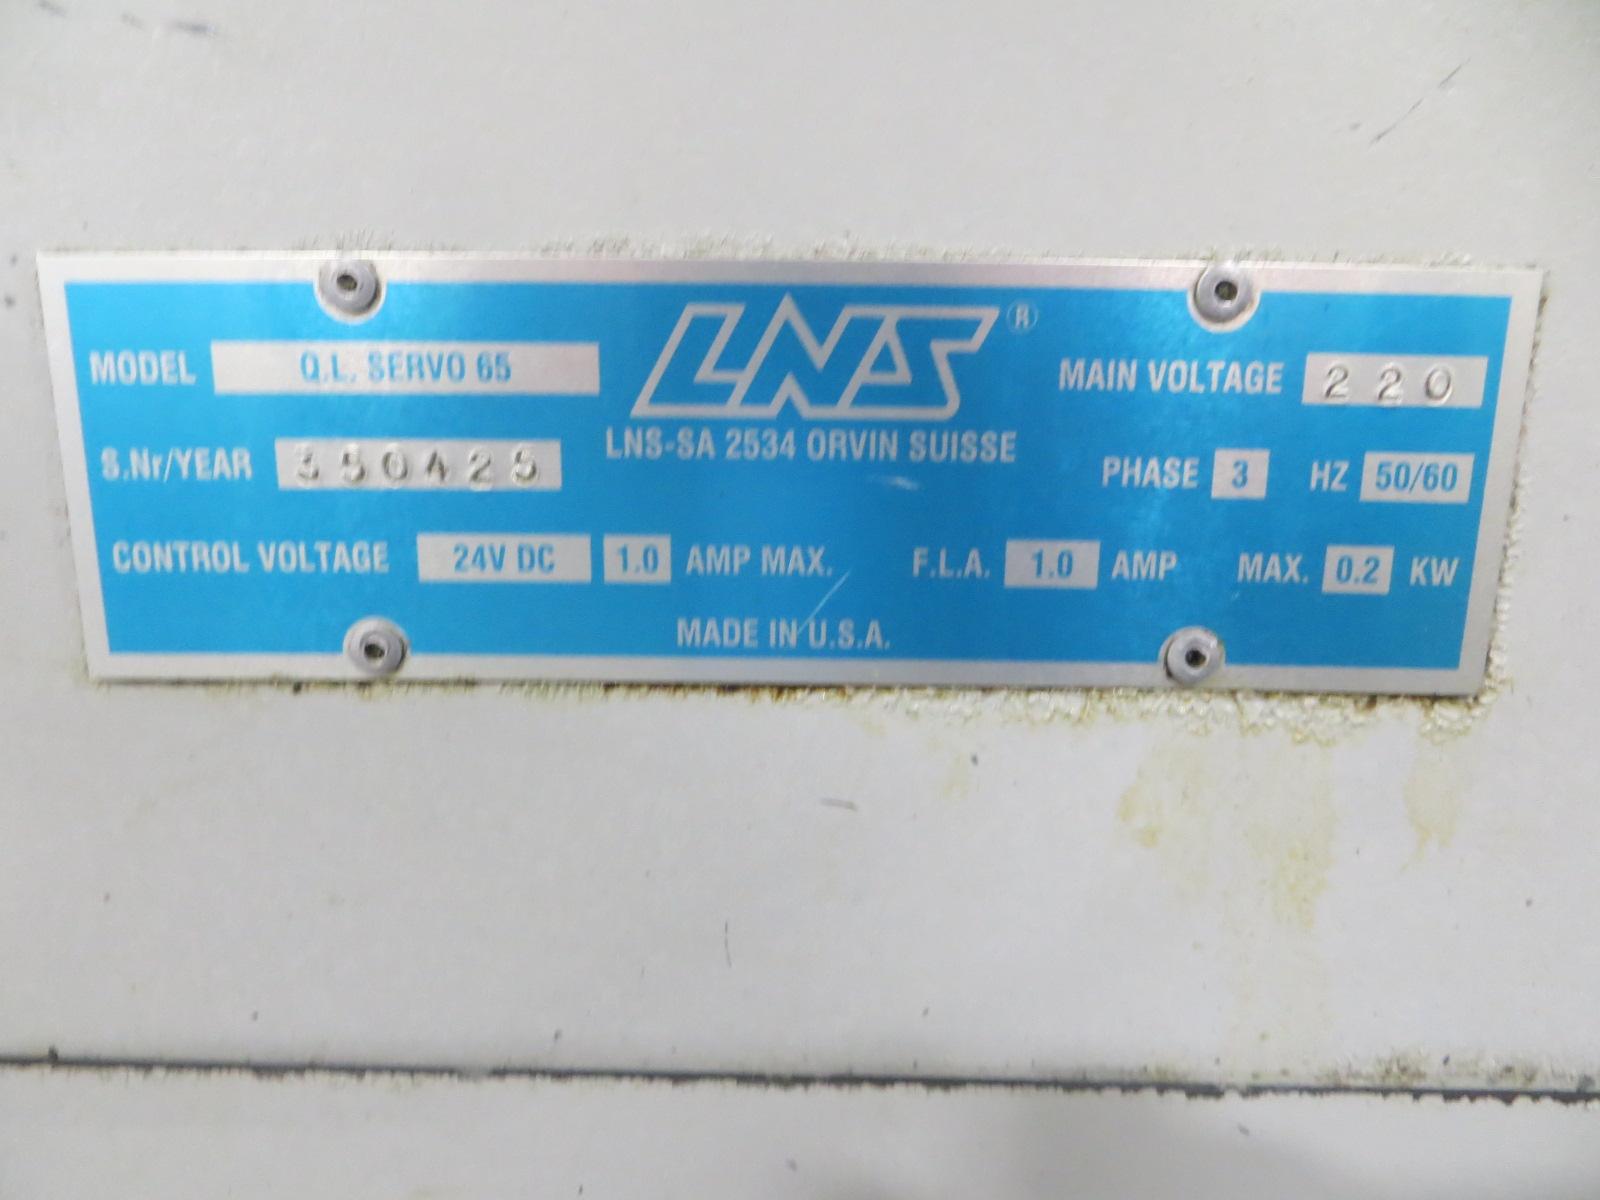 LNS®
MODEL Q.L. SERVO 65
MAIN VOLTAGE 220
LNS-SA 2534 ORVIN SUISSE
S.Nr/YEAR 350425
PHASE 3 HZ 50/60
CONTROL VOLTAGE 24V DC 1.0 AMP MAX. F.L.A. 1.0 AMP MAX. 0.2 KW
MADE IN U.S.A.